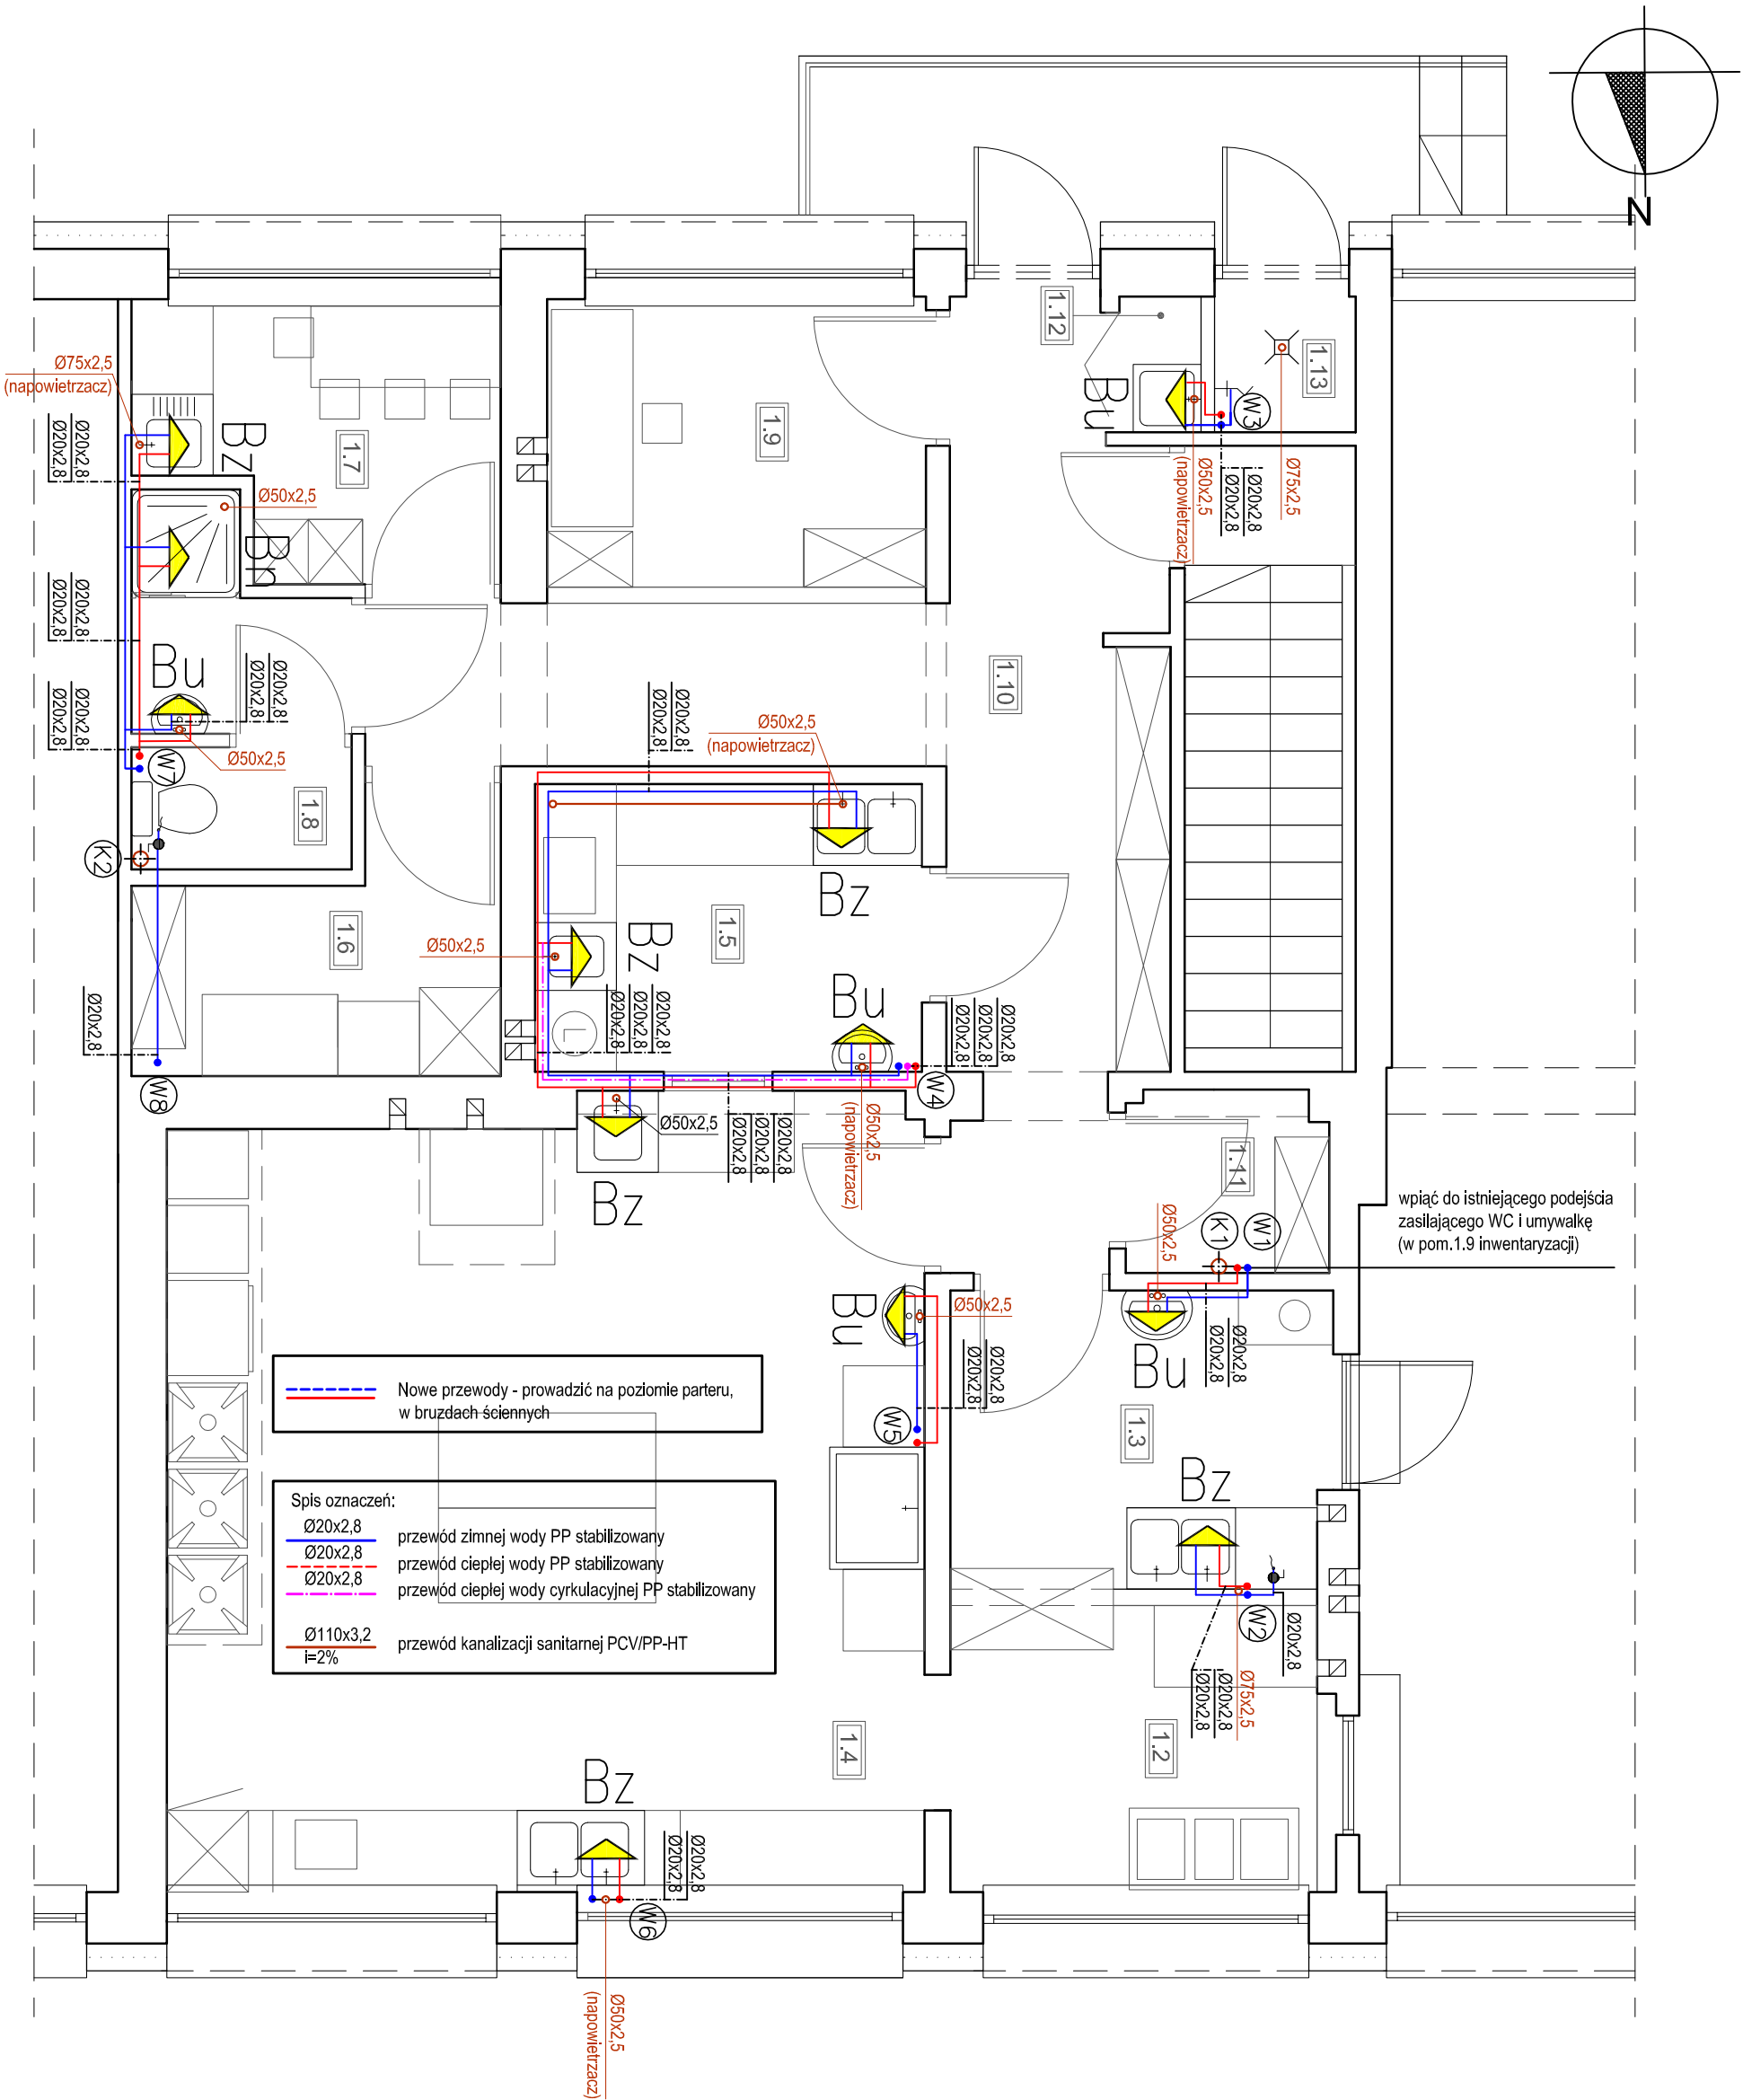 N
1.12
1.13
Bu
W3
Ø75x2,5
(napowietrzacz)
Ø20x2,8
Ø20x2,8
Bz
1.7
1.9
Ø50x2,5
(napowietrzacz)
Ø20x2,8
Ø20x2,8
Ø75x2,5
Ø50x2,5
Bn
Ø20x2,8
Ø20x2,8
Bu
Ø20x2,8
Ø20x2,8
Ø20x2,8
Ø20x2,8
Ø50x2,5
W7
1.8
K2
1.10
Ø20x2,8
Ø20x2,8
Ø50x2,5
(napowietrzacz)
Bz
1.5
Bz
1.6
Ø50x2,5
Bu
Ø20x2,8
Ø20x2,8
Ø20x2,8
Ø20x2,8
Ø20x2,8
Ø20x2,8
L
W4
Ø20x2,8
W8
Ø50x2,5
Ø20x2,8
Ø20x2,8
Ø20x2,8
Ø50x2,5
(napowietrzacz)
Bz
1.11
K1
W1
Ø50x2,5
wpiąć do istniejącego podejścia
zasilającego WC i umywalkę
(w pom.1.9 inwentaryzacji)
Bu
Ø50x2,5
Ø20x2,8
Ø20x2,8
Ø20x2,8
Ø20x2,8
Bu
W5
1.3
Nowe przewody - prowadzić na poziomie parteru,
w bruzdach ściennych
Spis oznaczeń:
Ø20x2,8
przewód zimnej wody PP stabilizowany
Ø20x2,8
przewód ciepłej wody PP stabilizowany
Ø20x2,8
przewód ciepłej wody cyrkulacyjnej PP stabilizowany
Ø110x3,2
i=2%
przewód kanalizacji sanitarnej PCV/PP-HT
Bz
W2
Ø20x2,8
Ø20x2,8
Ø20x2,8
Ø75x2,5
1.4
1.2
Bz
Ø20x2,8
Ø20x2,8
W6
Ø50x2,5
(napowietrzacz)